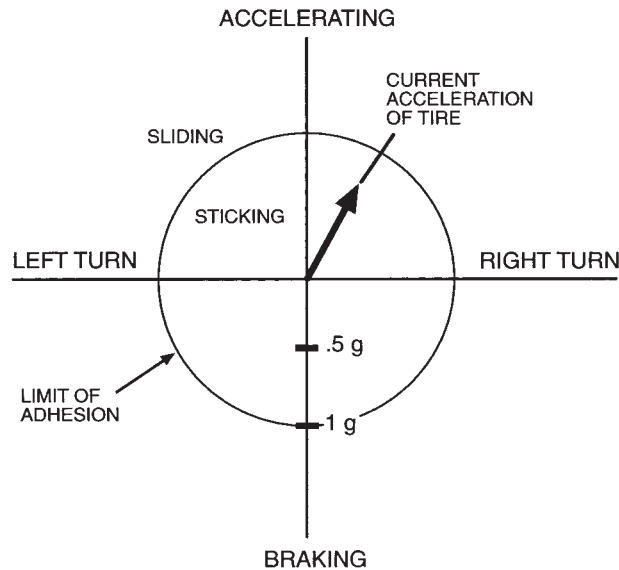 ACCELERATING
CURRENT
ACCELERATION
OF TIRE
SLIDING
STICKING
LEFT TURN
RIGHT TURN
.5 g
LIMIT OF
ADHESION
1 g
BRAKING